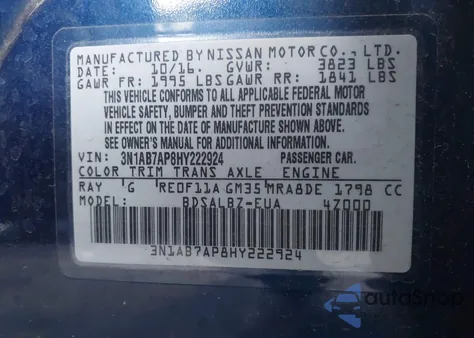 MANUFACTURED BY NISSAN MOTOR CO., LTD.
DATE: 10/16. GVWR: 3823 LBS
GAWR FR: 1995 LBS GAWR RR: 1841 LBS
THIS VEHICLE CONFORMS TO ALL APPLICABLE FEDERAL MOTOR
VEHICLE SAFETY, BUMPER AND THEFT PREVENTION STANDARDS
IN EFFECT ON THE DATE OF MANUFACTURE SHOWN ABOVE.
SEE OWNER'S MANUAL FOR ADDITIONAL INFORMATION.
VIN: 3N1AB7AP8HY222924 PASSENGER CAR.
COLOR TRIM TRANS AXLE ENGINE
RAY G RE0F11A GM35 MRA8DE 1798 CC
MODEL: BDSALBZ-EUA 4Z000
3N1AB7AP8HY222924
autoSnap